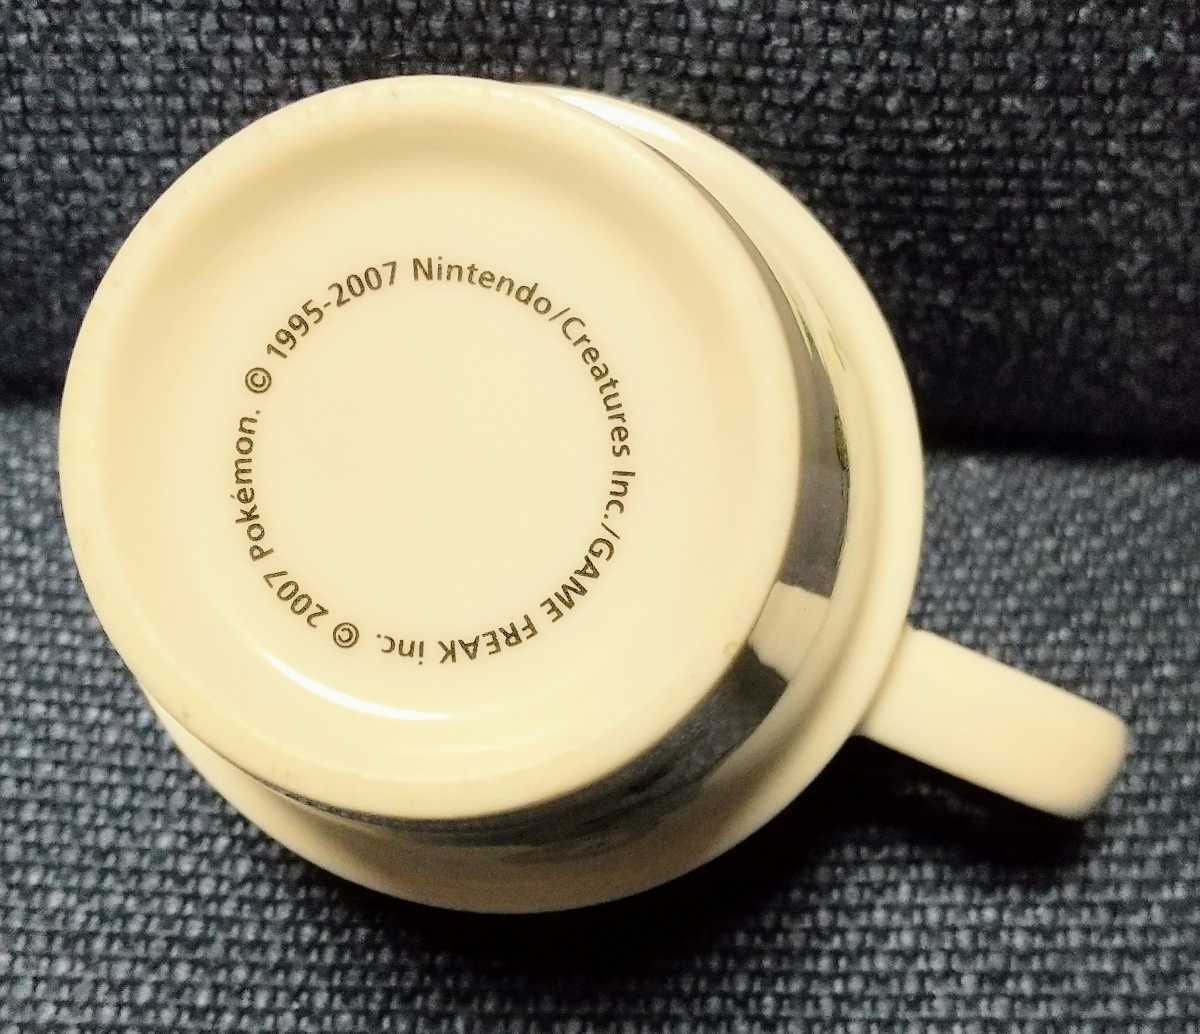 © 2007 Pokémon. © 1995-2007 Nintendo/Creatures Inc./GAME FREAK inc.